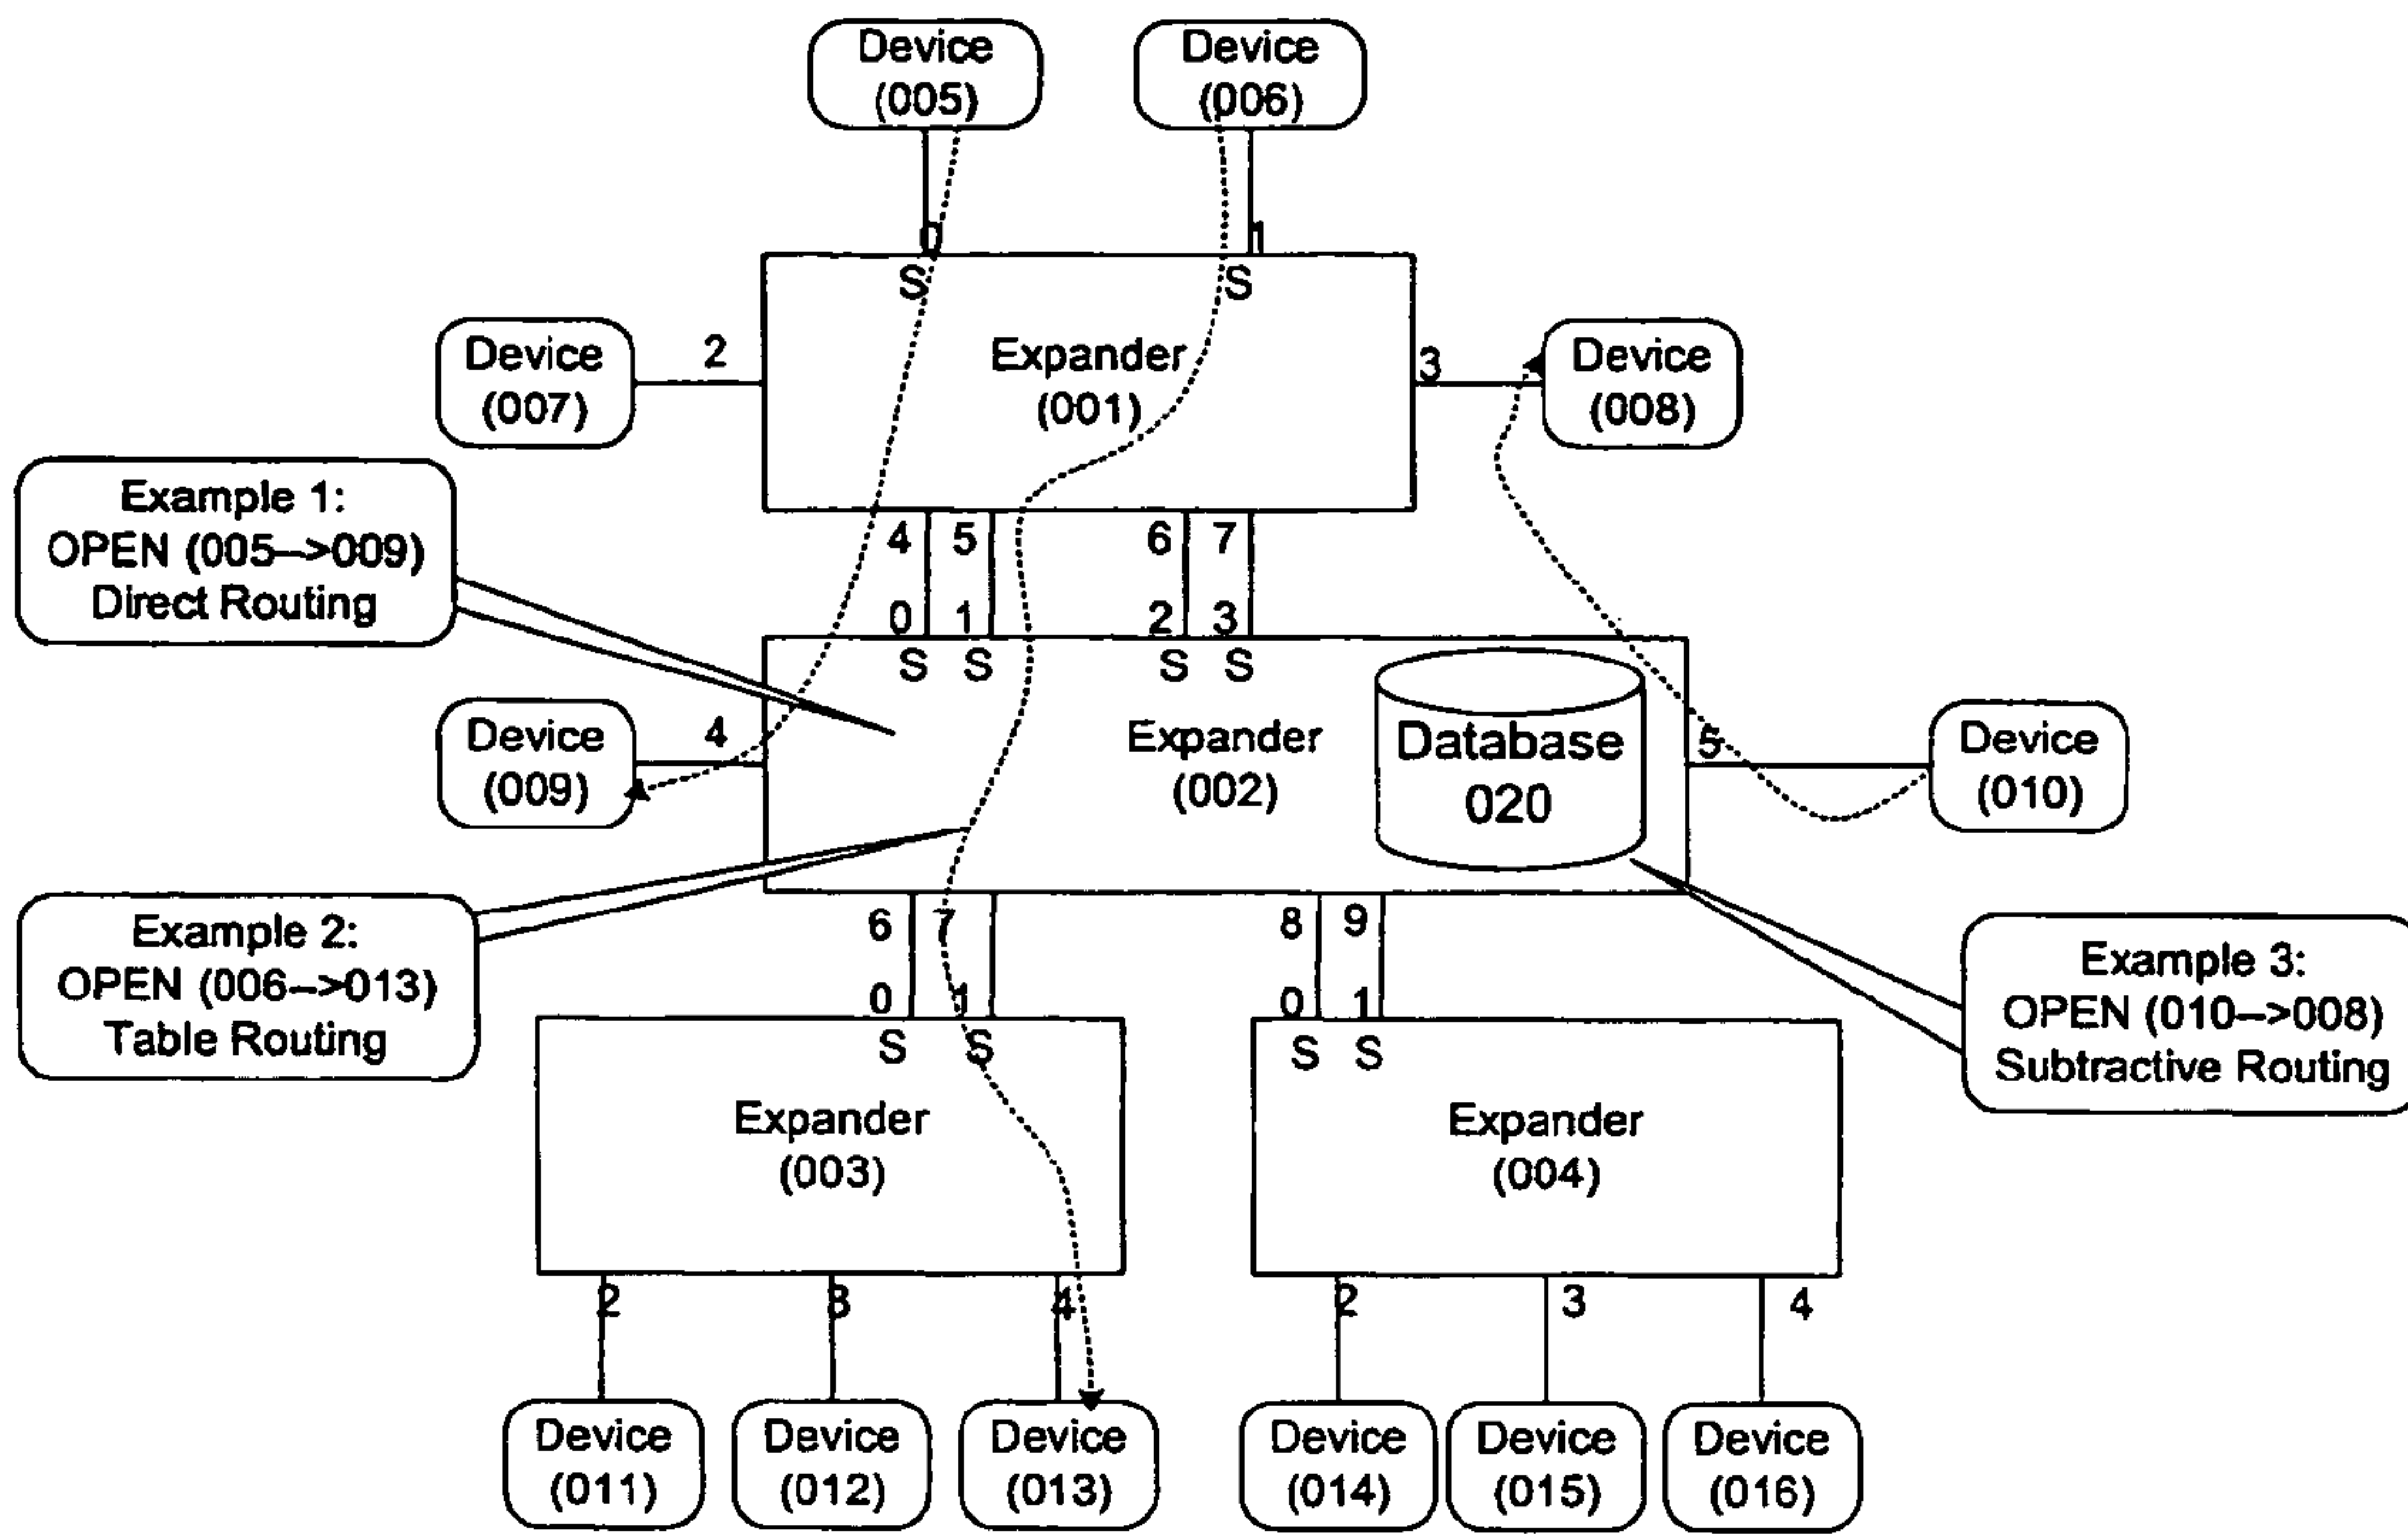 Device
(005)
Device
(006)
0
1
S
S
Device
(007)
2
Expander
(001)
3
Device
(008)
Example 1:
OPEN (005-->009)
Direct Routing
4
5
6
7
0
1
2
3
S
S
S
S
Device
(009)
4
Expander
(002)
Database
020
5
Device
(010)
Example 2:
OPEN (006-->013)
Table Routing
6
7
8
9
0
1
0
1
S
S
S
S
Example 3:
OPEN (010-->008)
Subtractive Routing
Expander
(003)
Expander
(004)
2
3
4
2
3
4
Device
(011)
Device
(012)
Device
(013)
Device
(014)
Device
(015)
Device
(016)